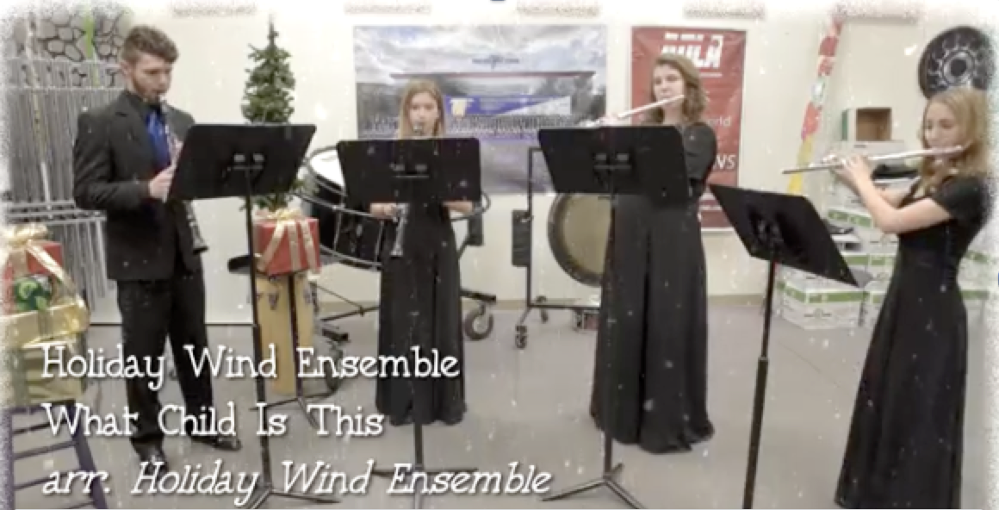 Holiday Wind Ensemble
What Child Is This
arr. Holiday Wind Ensemble